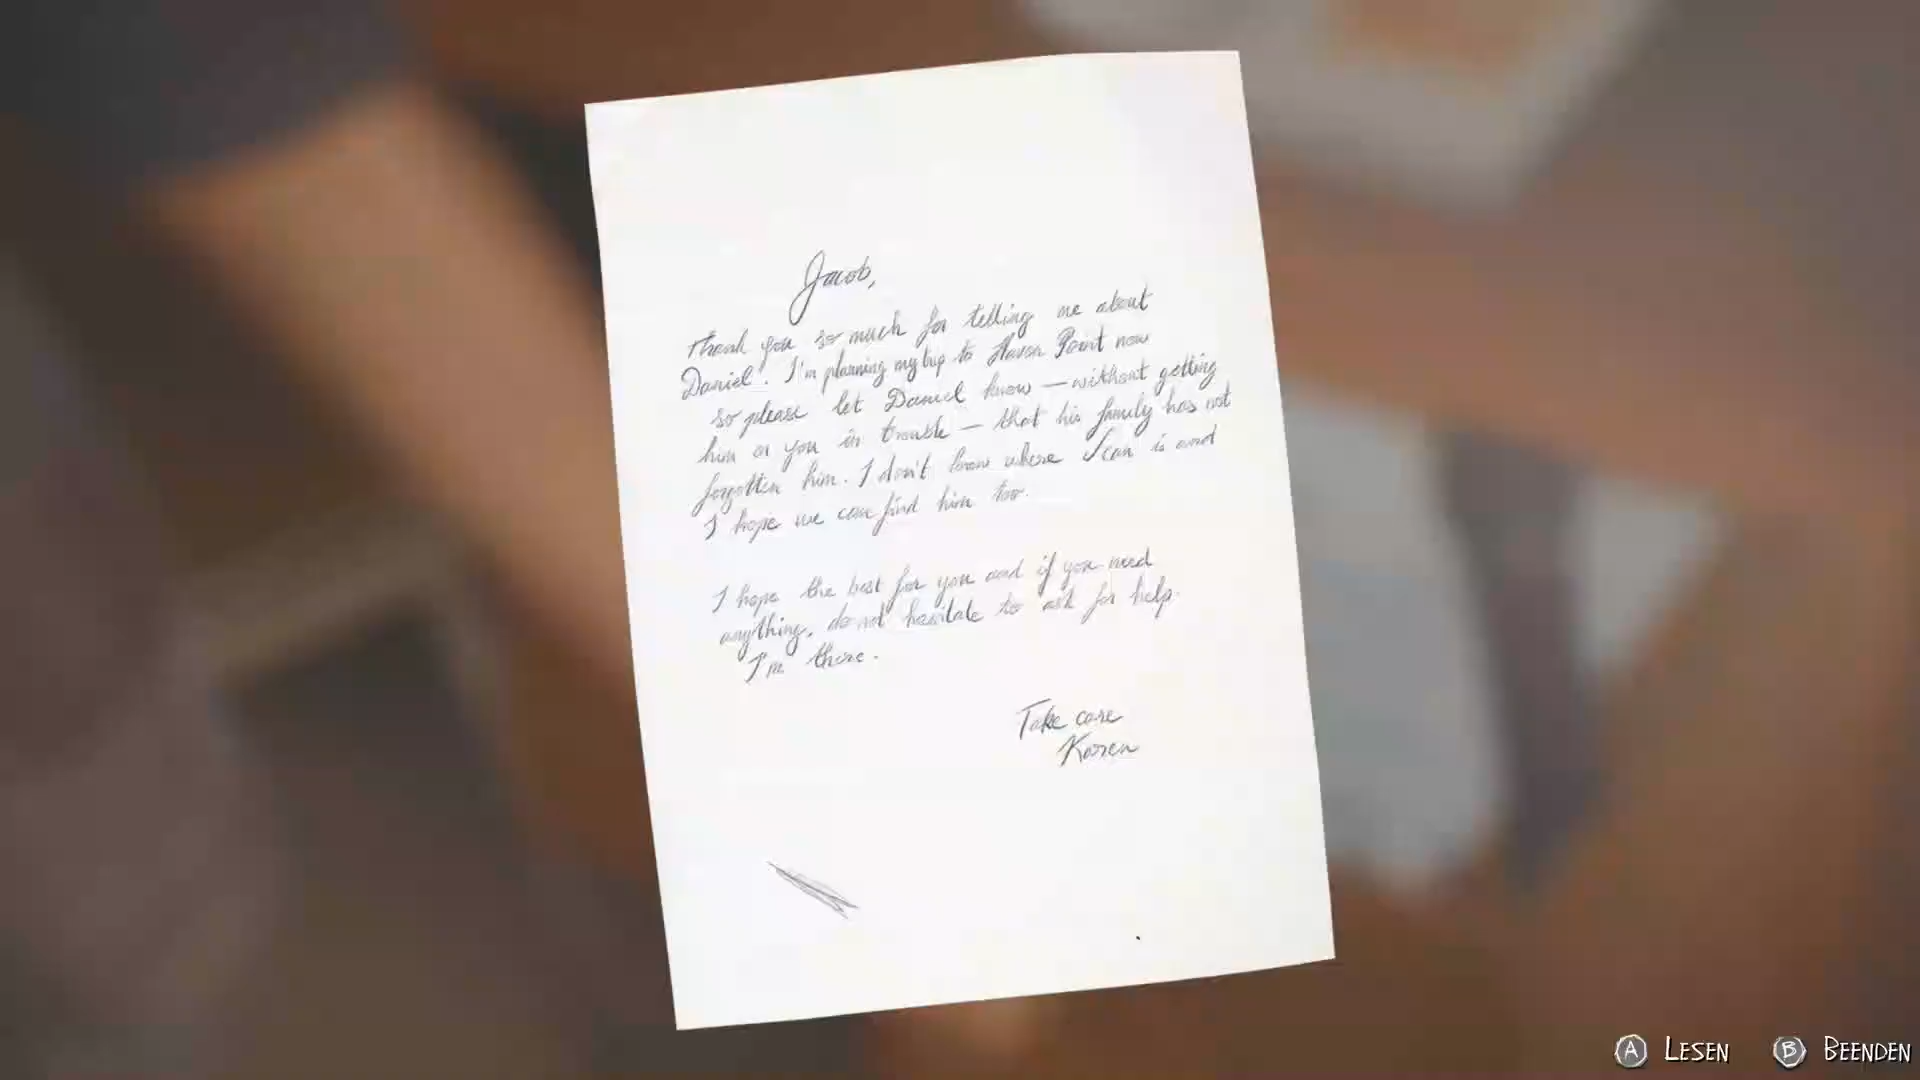 Jacob,
Thank you so much for telling me about
Daniel. I'm planning my trip to Haven Point now
so please let Daniel know – without getting
him or you in trouble – that his family has not
forgotten him. I don't know where Sean is and
I hope we can find him too.
I hope the best for you and if you need
anything, do not hesitate to ask for help.
I'm there.
Take care
Karen
A LESEN B BEENDEN